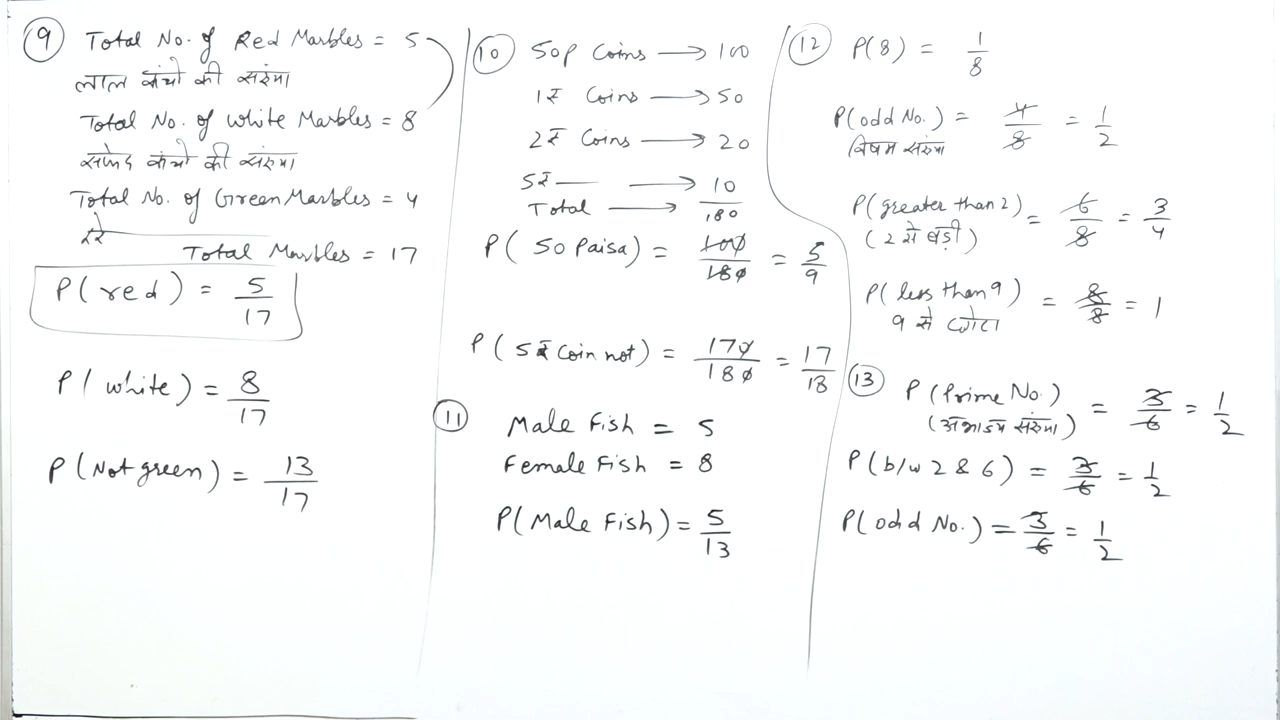 9 Total No. of Red Marbles = 5
लाल कंचो की संख्या
Total No. of White Marbles = 8
सफेद कंचो की संख्या
Total No. of Green Marbles = 4
हरे
Total Marbles = 17
P(red) = 5/17
P(white) = 8/17
P(Not green) = 13/17
10 50p Coins → 100
1₹ Coins → 50
2₹ Coins → 20
5₹ → 10
Total → 180
P(50 Paisa) = 100/180 = 5/9
P(5₹ Coin not) = 170/180 = 17/18
11 Male Fish = 5
Female Fish = 8
P(Male Fish) = 5/13
12 P(8) = 1/8
P(odd No.) = 4/8 = 1/2
विषम संख्या
P(greater than 2) = 6/8 = 3/4
(2 से बड़ी)
P(less than 9) = 8/8 = 1
9 से छोटा
13 P(Prime No.) = 3/6 = 1/2
(अभाज्य संख्या)
P(b/w 2 & 6) = 3/6 = 1/2
P(odd No.) = 3/6 = 1/2